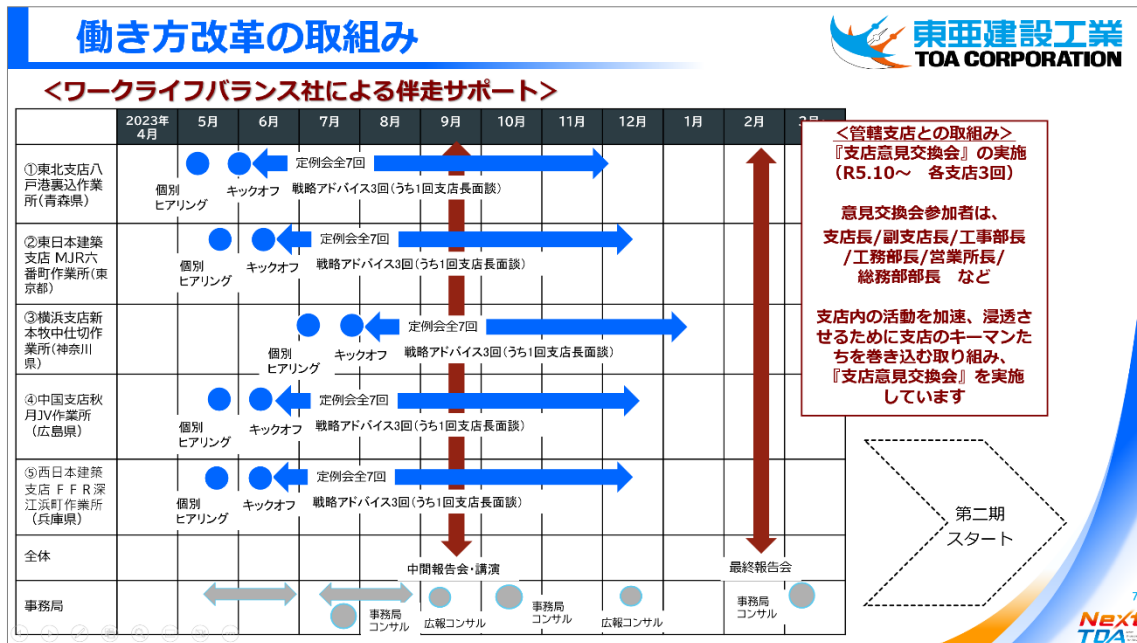 働き方改革の取組み
東亜建設工業
TOA CORPORATION
<ワークライフバランス社による伴走サポート>
2023年
4月
5月
6月
7月
8月
9月
10月
11月
12月
1月
2月
①東北支店八
戸港裏込作業
所(青森県)
個別
ヒアリング
キックオフ
定例会全7回
戦略アドバイス3回(うち1回支店長面談)
②東日本建築
支店 MJR六
番町作業所(東
京都)
個別
ヒアリング
キックオフ
定例会全7回
戦略アドバイス3回(うち1回支店長面談)
③横浜支店新
本牧中仕切作
業所(神奈川
県)
個別
ヒアリング
キックオフ
定例会全7回
戦略アドバイス3回(うち1回支店長面談)
④中国支店秋
月JV作業所
(広島県)
個別
ヒアリング
キックオフ
定例会全7回
戦略アドバイス3回(うち1回支店長面談)
⑤西日本建築
支店 FFR深
江浜町作業所
(兵庫県)
個別
ヒアリング
キックオフ
定例会全7回
戦略アドバイス3回(うち1回支店長面談)
全体
中間報告会・講演
最終報告会
事務局
事務局
コンサル
広報コンサル
事務局
コンサル
広報コンサル
事務局
コンサル
<管轄支店との取組み>
『支店意見交換会』の実施
(R5.10~ 各支店3回)
意見交換会参加者は、
支店長/副支店長/工事部長
/工務部長/営業所長/
総務部部長 など
支店内の活動を加速、浸透さ
せるために支店のキーマンた
ちを巻き込む取り組み、
『支店意見交換会』を実施
しています
第二期
スタート
7
Next
TOA